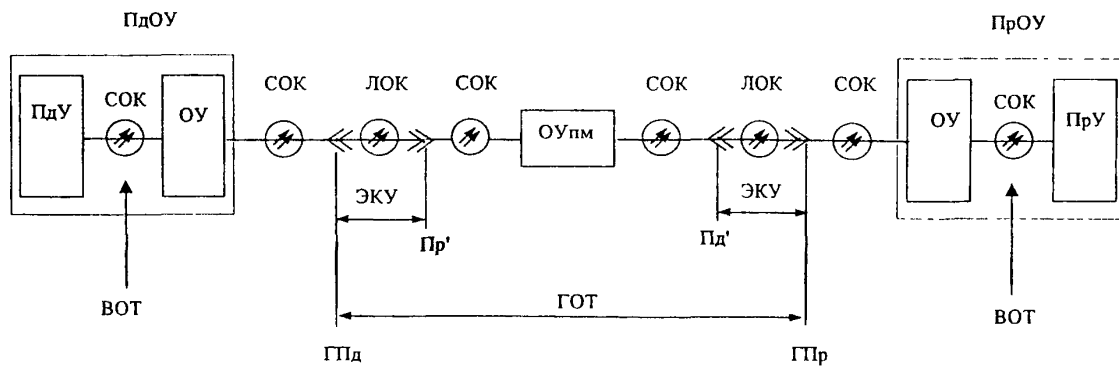 ПдОУ
ПрОУ
СОК ЛОК СОК СОК ЛОК СОК
ПдУ СОК ОУ ОУпм ОУ СОК ПрУ
ЭКУ ЭКУ
Пр' Пд'
ВОТ ГОТ ВОТ
ГПд ГПр